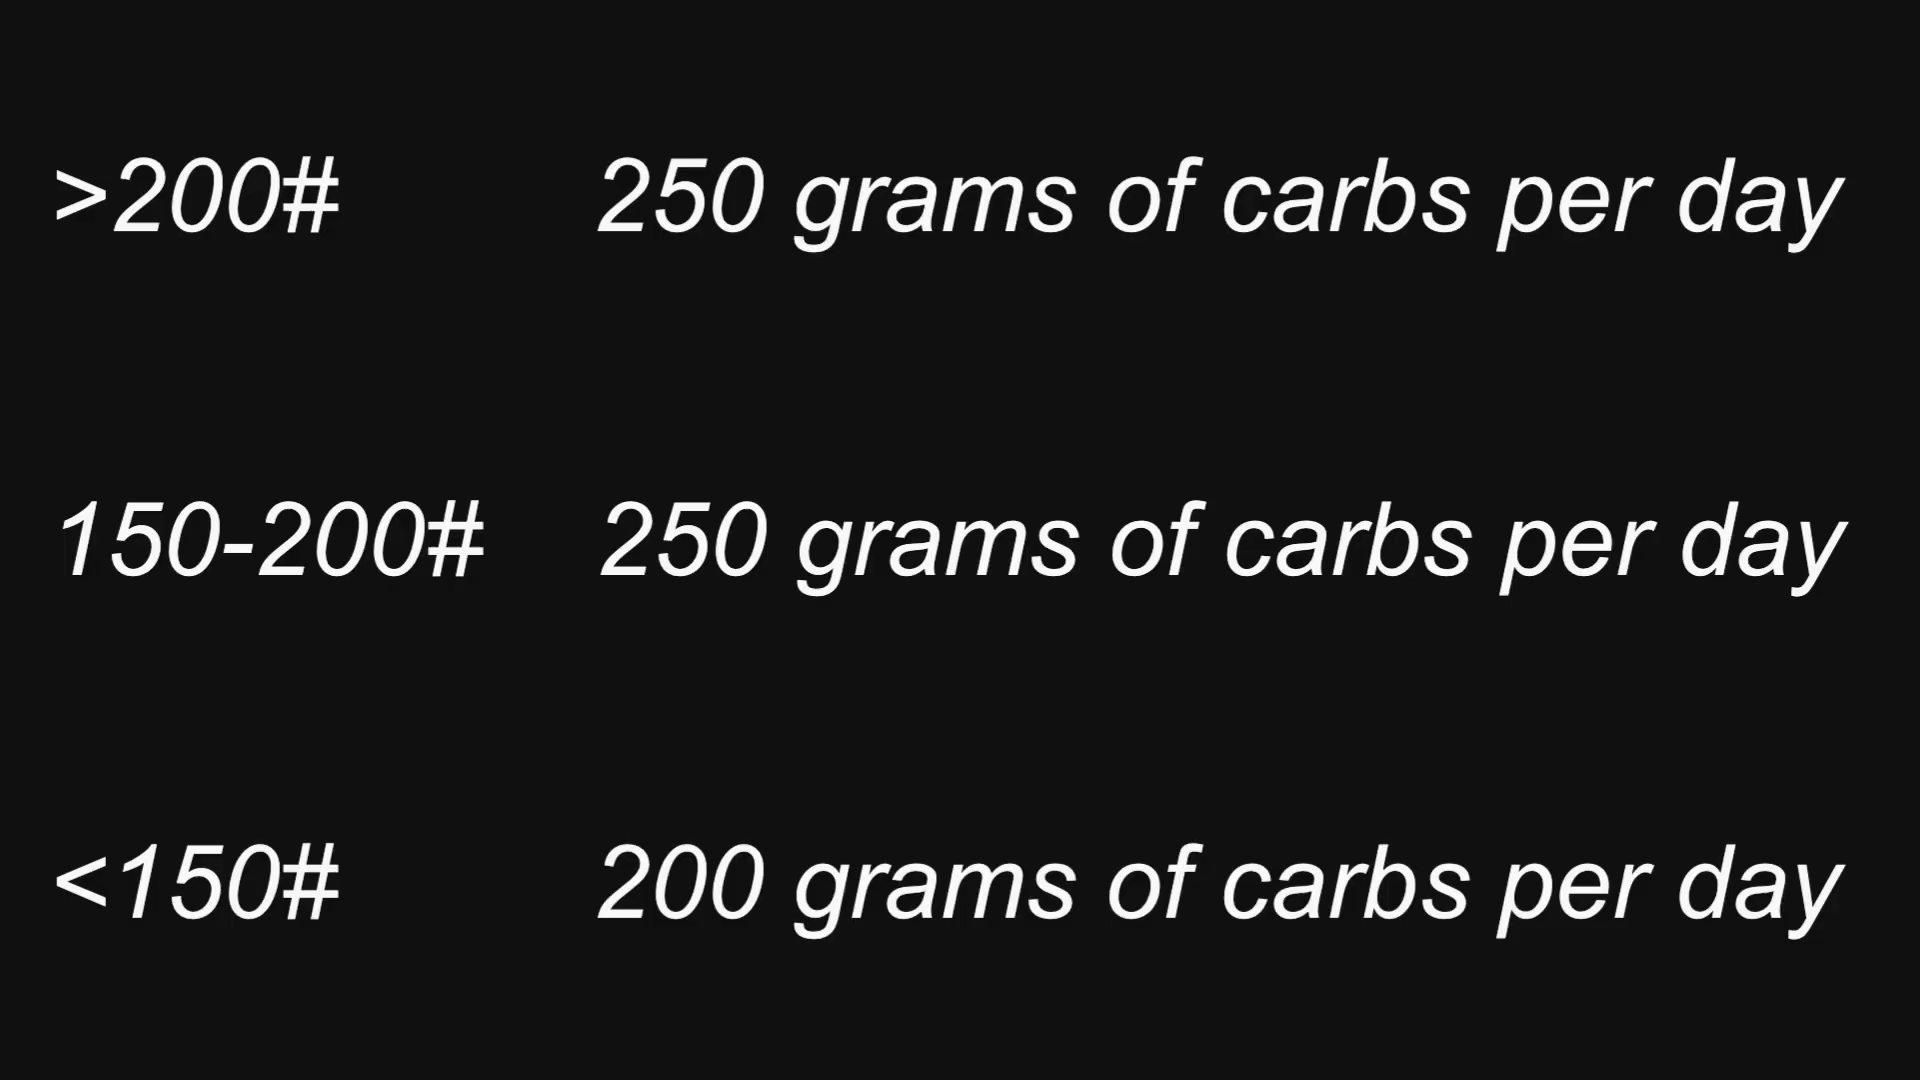 >200# 250 grams of carbs per day
150-200# 250 grams of carbs per day
<150# 200 grams of carbs per day